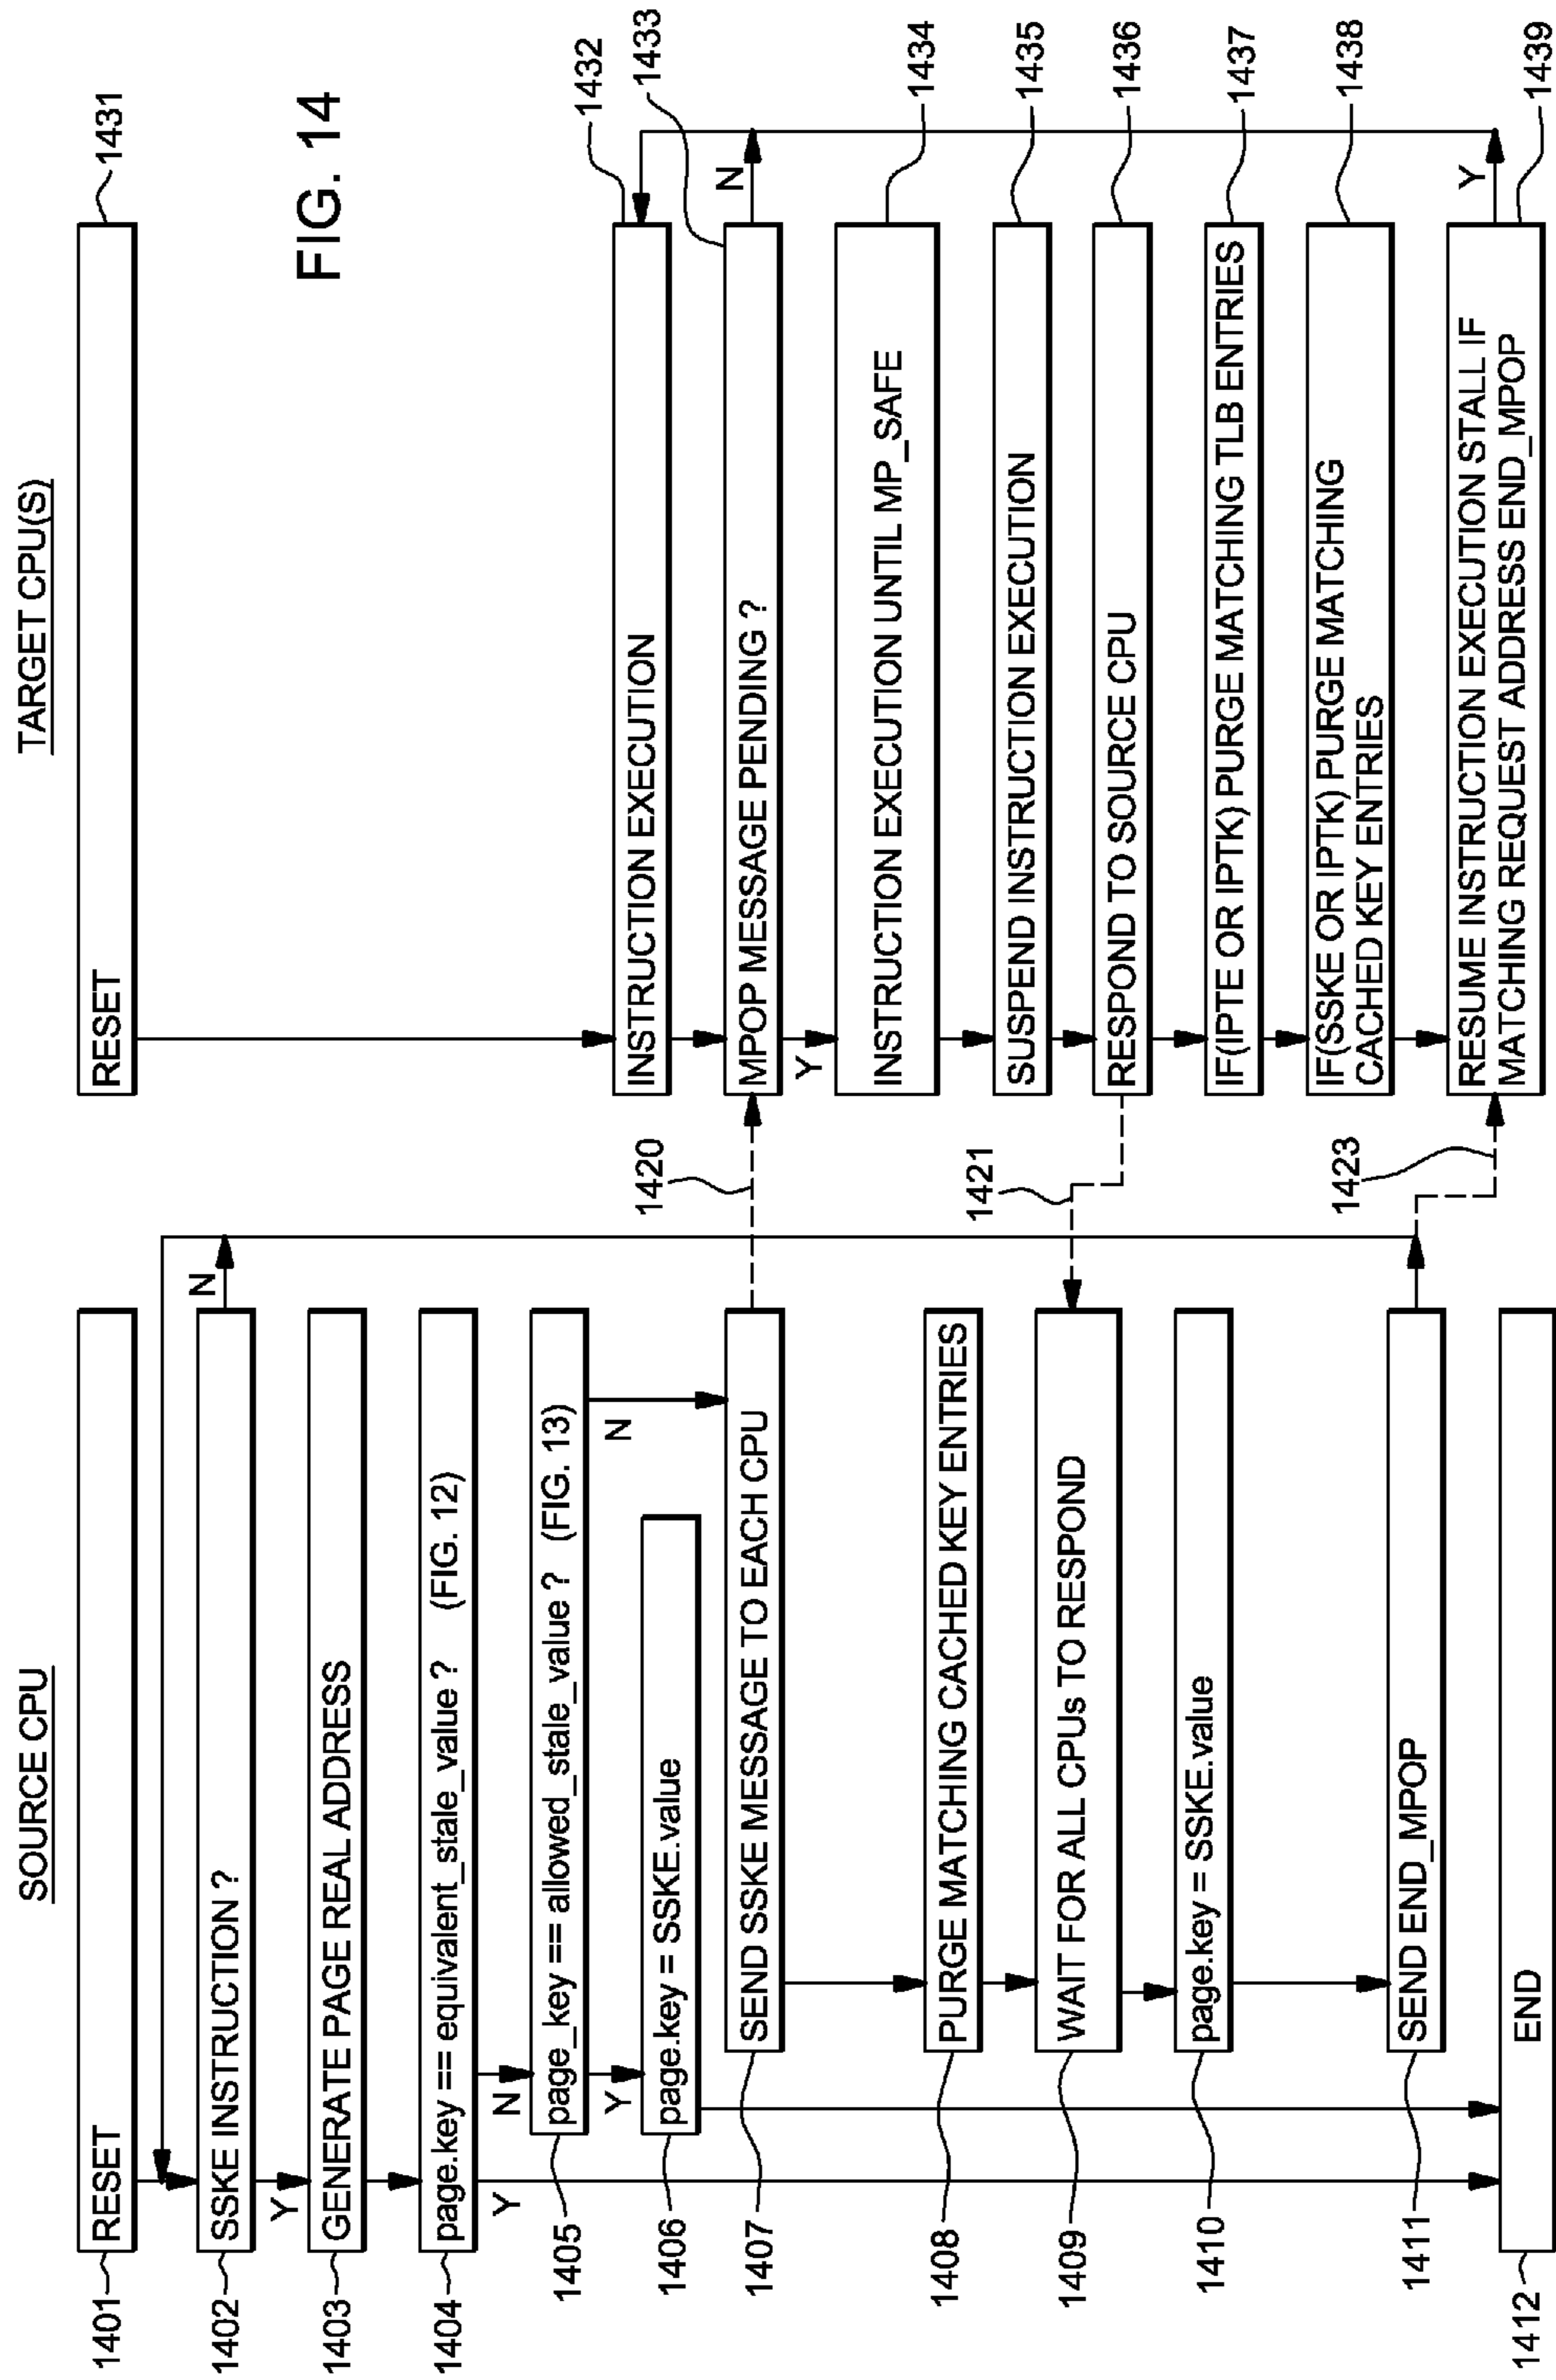 FIG. 14
SOURCE CPU
1401
RESET
1402
SSKE INSTRUCTION ?
N
Y
1403
GENERATE PAGE REAL ADDRESS
1404
page.key == equivalent_stale_value ? (FIG. 12)
Y
N
1405
page_key == allowed_stale_value ? (FIG. 13)
Y
N
1406
page.key = SSKE.value
1407
SEND SSKE MESSAGE TO EACH CPU
1408
PURGE MATCHING CACHED KEY ENTRIES
1409
WAIT FOR ALL CPUs TO RESPOND
1410
page.key = SSKE.value
1411
SEND END_MPOP
1412
END
1420
1421
1423
TARGET CPU(S)
RESET
1431
INSTRUCTION EXECUTION
1432
MPOP MESSAGE PENDING ?
1433
N
Y
INSTRUCTION EXECUTION UNTIL MP_SAFE
1434
SUSPEND INSTRUCTION EXECUTION
1435
RESPOND TO SOURCE CPU
1436
IF(IPTE OR IPTK) PURGE MATCHING TLB ENTRIES
1437
IF(SSKE OR IPTK) PURGE MATCHING
CACHED KEY ENTRIES
1438
RESUME INSTRUCTION EXECUTION STALL IF
MATCHING REQUEST ADDRESS END_MPOP
Y
1439